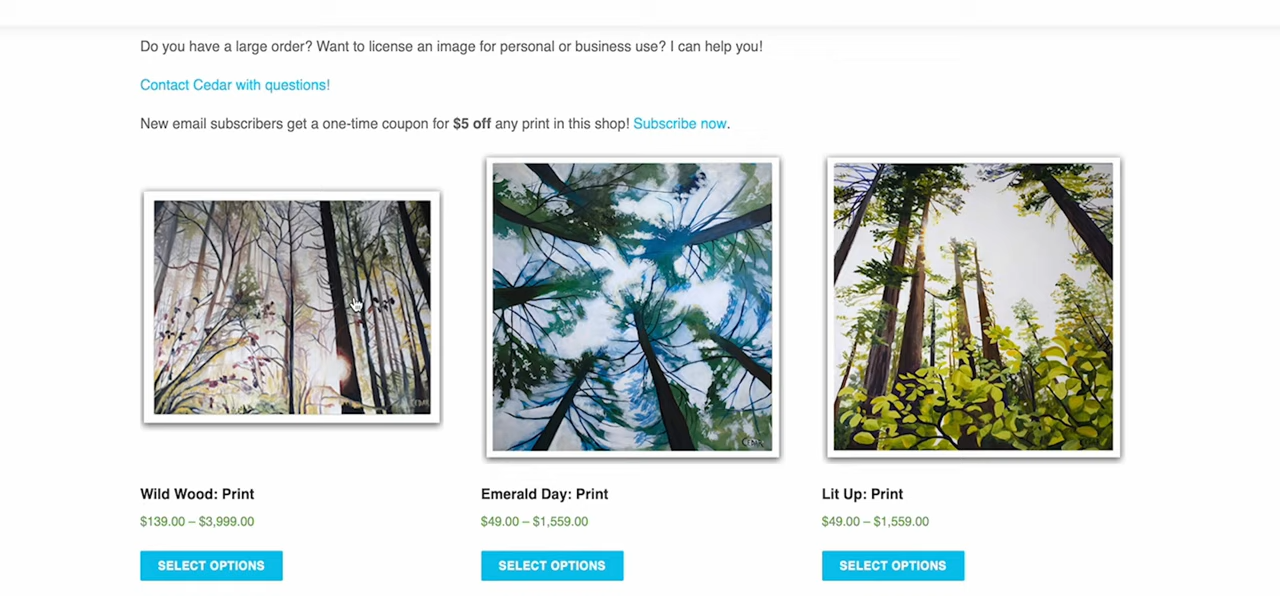 Do you have a large order? Want to license an image for personal or business use? I can help you!
Contact Cedar with questions!
New email subscribers get a one-time coupon for $5 off any print in this shop! Subscribe now.
CEDAR
CEDAR
Wild Wood: Print
$139.00 – $3,999.00
SELECT OPTIONS
Emerald Day: Print
$49.00 – $1,559.00
SELECT OPTIONS
Lit Up: Print
$49.00 – $1,559.00
SELECT OPTIONS